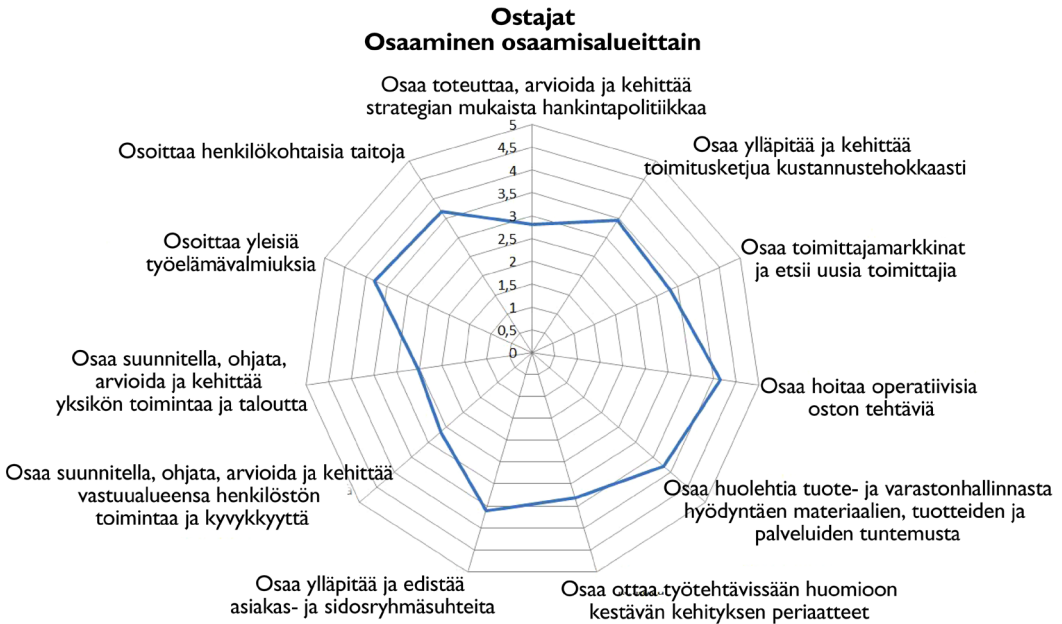 Ostajat
Osaaminen osaamisalueittain
Osaa toteuttaa, arvioida ja kehittää
strategian mukaista hankintapolitiikkaa
Osaa ylläpitää ja kehittää
toimitusketjua kustannustehokkaasti
Osaa toimittajamarkkinat
ja etsii uusia toimittajia
Osaa hoitaa operatiivisia
oston tehtäviä
Osaa huolehtia tuote- ja varastonhallinnasta
hyödyntäen materiaalien, tuotteiden ja
palveluiden tuntemusta
Osaa ottaa työtehtävissään huomioon
kestävän kehityksen periaatteet
Osaa ylläpitää ja edistää
asiakas- ja sidosryhmäsuhteita
Osaa suunnitella, ohjata, arvioida ja kehittää
vastuualueensa henkilöstön
toimintaa ja kyvykkyyttä
Osaa suunnitella, ohjata,
arvioida ja kehittää
yksikön toimintaa ja taloutta
Osoittaa yleisiä
työelämävalmiuksia
Osoittaa henkilökohtaisia taitoja
5
4,5
4
3,5
3
2,5
2
1,5
1
0,5
0